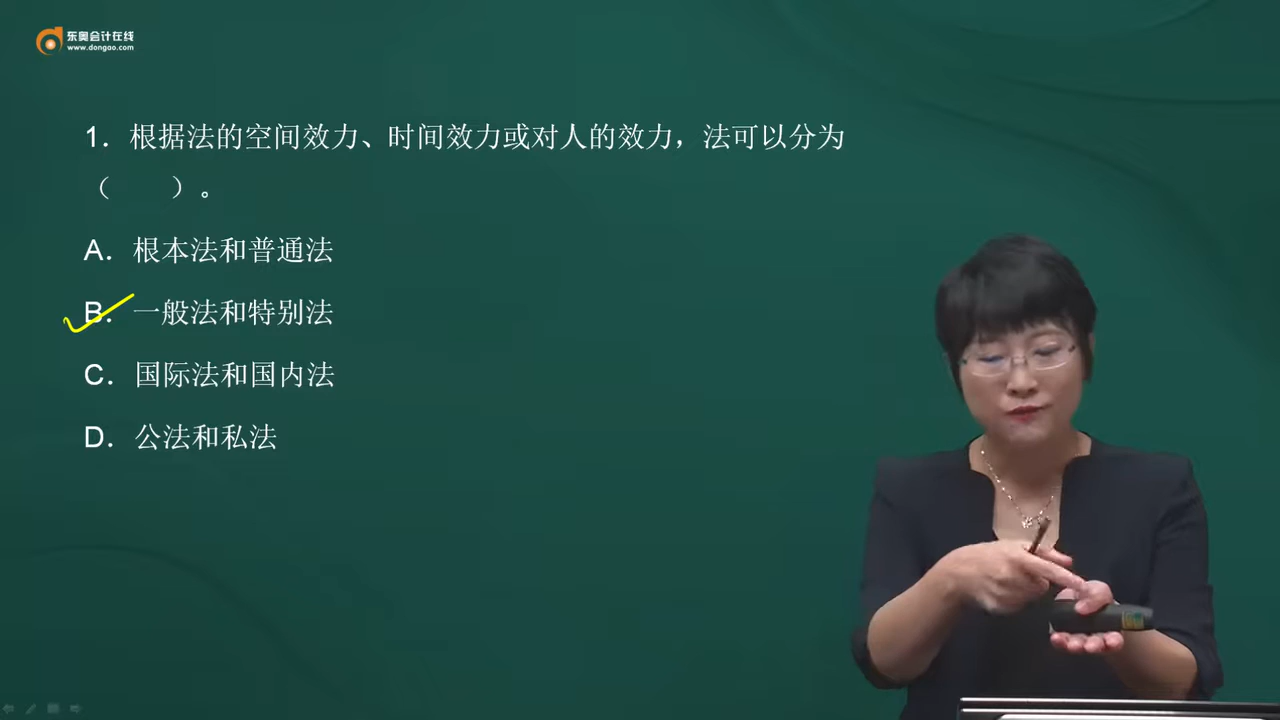 东奥会计在线
www.dongao.com
1. 根据法的空间效力、时间效力或对人的效力，法可以分为
（　　）。
A. 根本法和普通法
B. 一般法和特别法
C. 国际法和国内法
D. 公法和私法